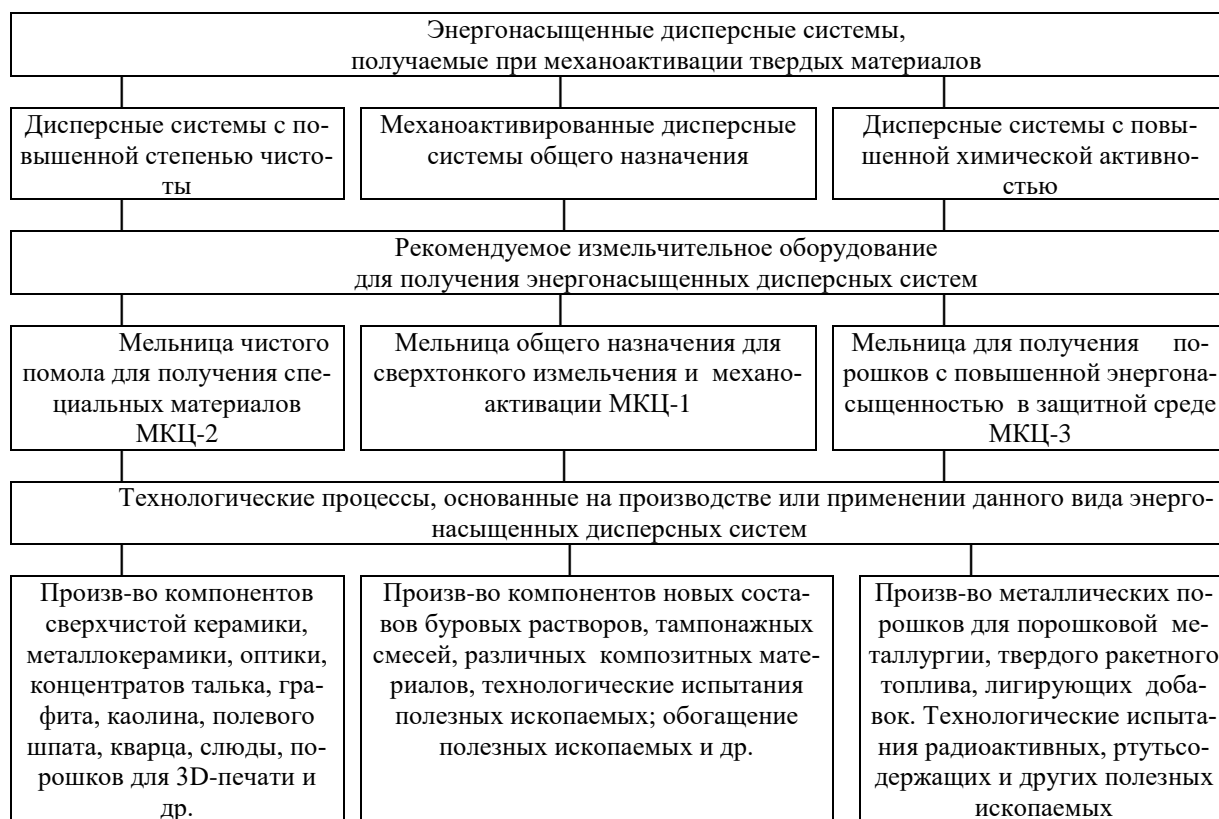 Энергонасыщенные дисперсные системы,
получаемые при механоактивации твердых материалов
Дисперсные системы с по-
вышенной степенью чисто-
ты
Механоактивированные дисперсные
системы общего назначения
Дисперсные системы с повы-
шенной химической активно-
стью
Рекомендуемое измельчительное оборудование
для получения энергонасыщенных дисперсных систем
Мельница чистого
помола для получения спе-
циальных материалов
МКЦ-2
Мельница общего назначения для
сверхтонкого измельчения и механо-
активации МКЦ-1
Мельница для получения по-
рошков с повышенной энергона-
сыщенностью в защитной среде
МКЦ-3
Технологические процессы, основанные на производстве или применении данного вида энерго-
насыщенных дисперсных систем
Произв-во компонентов
сверхчистой керамики,
металлокерамики, оптики,
концентратов талька, гра-
фита, каолина, полевого
шпата, кварца, слюды, по-
рошков для 3D-печати и
др.
Произв-во компонентов новых соста-
вов буровых растворов, тампонажных
смесей, различных композитных мате-
риалов, технологические испытания
полезных ископаемых; обогащение
полезных ископаемых и др.
Произв-во металлических по-
рошков для порошковой ме-
таллургии, твердого ракетного
топлива, лигирующих доба-
вок. Технологические испыта-
ния радиоактивных, ртутьсо-
держащих и других полезных
ископаемых